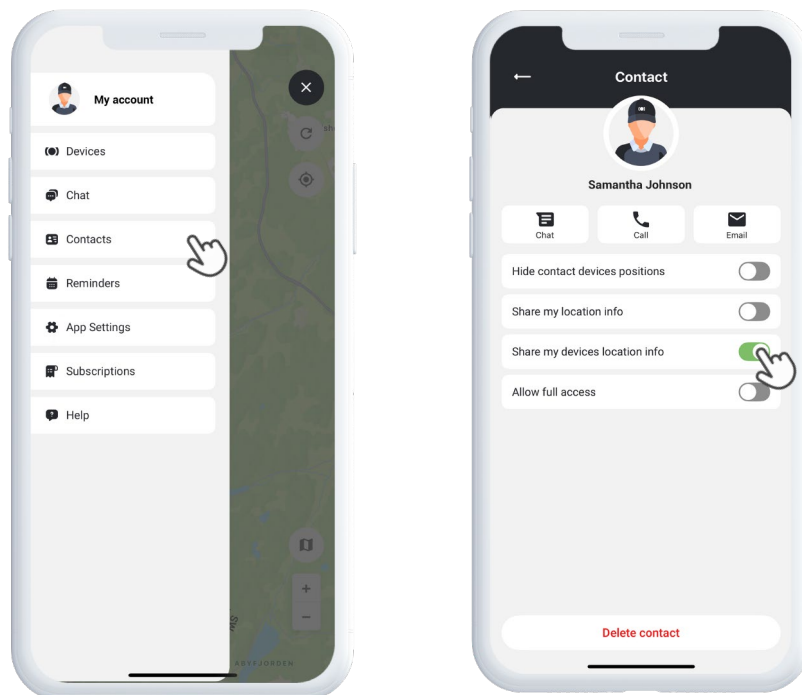 My account
Devices
Chat
Contacts
Reminders
App Settings
Subscriptions
Help
Contact
Samantha Johnson
Chat Call Email
Hide contact devices positions
Share my location info
Share my devices location info
Allow full access
Delete contact